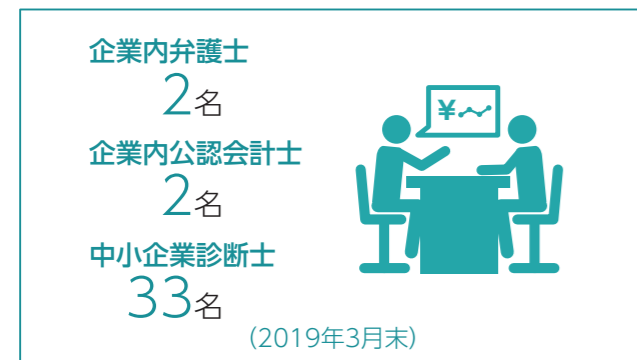 企業内弁護士
2名
¥
企業内公認会計士
2名
中小企業診断士
33名
(2019年3月末)